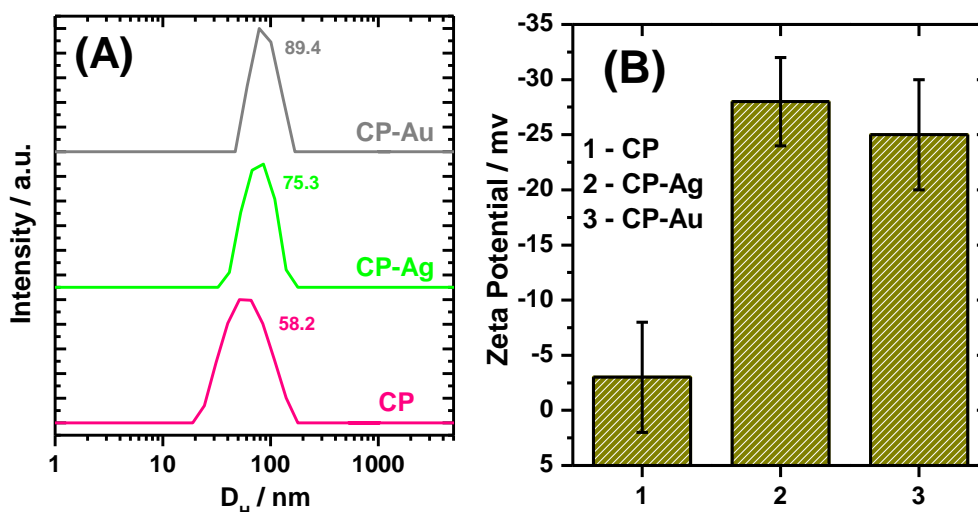 (A)
89.4
CP-Au
75.3
CP-Ag
58.2
CP
Intensity / a.u.
1
10
100
1000
D_H / nm
(B)
1 - CP
2 - CP-Ag
3 - CP-Au
Zeta Potential / mv
-35
-30
-25
-20
-15
-10
-5
0
5
1
2
3